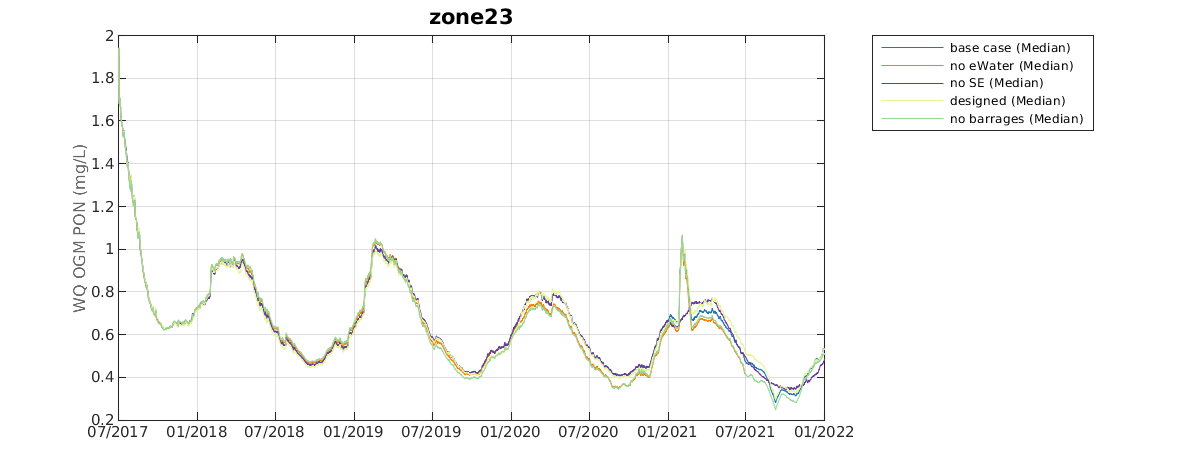 zone23
WQ OGM PON (mg/L)
2
1.8
1.6
1.4
1.2
1
0.8
0.6
0.4
0.2
07/2017 01/2018 07/2018 01/2019 07/2019 01/2020 07/2020 01/2021 07/2021 01/2022
base case (Median)
no eWater (Median)
no SE (Median)
designed (Median)
no barrages (Median)